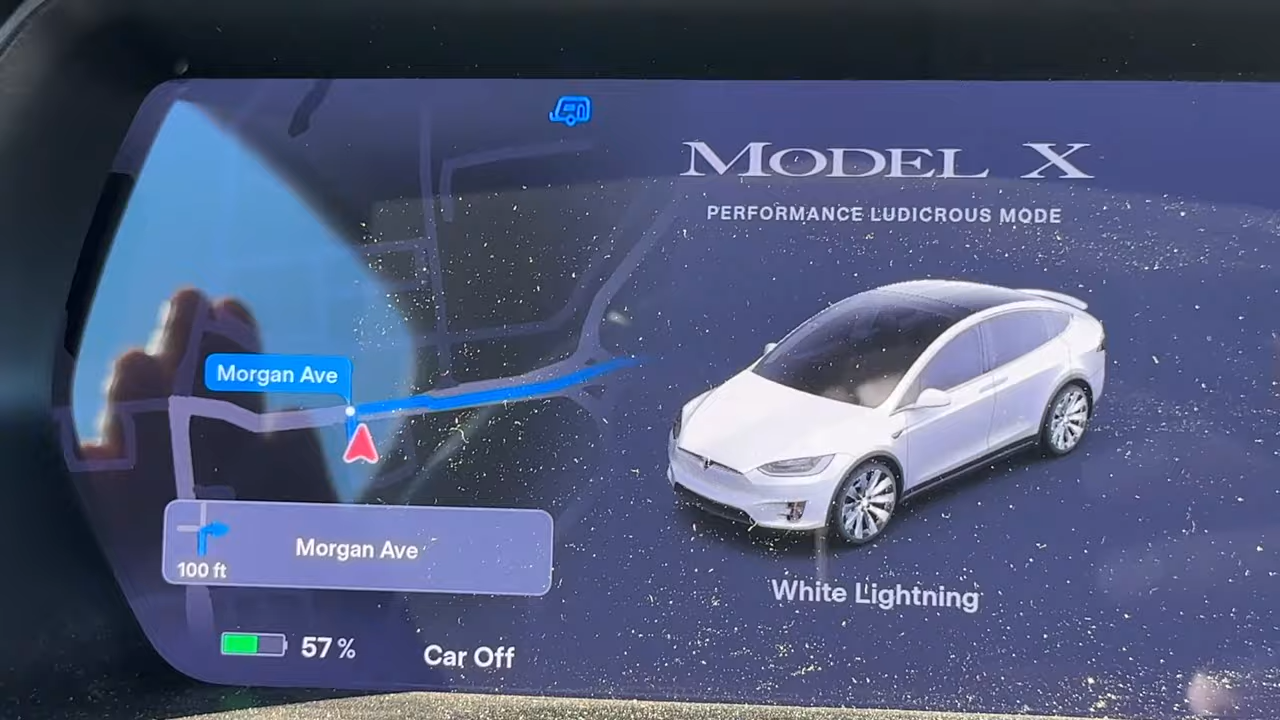 MODEL X
PERFORMANCE LUDICROUS MODE
Morgan Ave
100 ft
Morgan Ave
White Lightning
57 %
Car Off